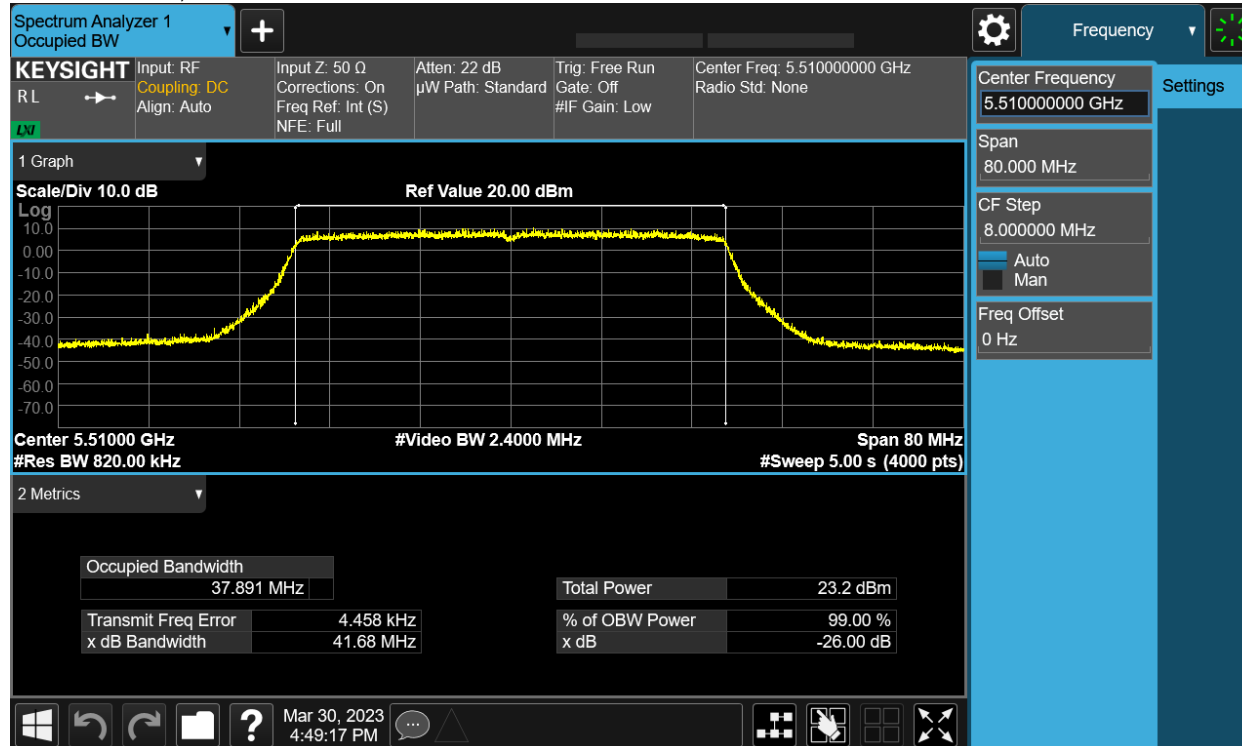 Spectrum Analyzer 1
Occupied BW
+
Frequency
KEYSIGHT
R L
LXI
Input: RF
Coupling: DC
Align: Auto
Input Z: 50 Ω
Corrections: On
Freq Ref: Int (S)
NFE: Full
Atten: 22 dB
µW Path: Standard
Trig: Free Run
Gate: Off
#IF Gain: Low
Center Freq: 5.510000000 GHz
Radio Std: None
Center Frequency
5.510000000 GHz
Settings
Span
80.000 MHz
CF Step
8.000000 MHz
Auto
Man
Freq Offset
0 Hz
1 Graph
Scale/Div 10.0 dB
Ref Value 20.00 dBm
Log
10.0
0.00
-10.0
-20.0
-30.0
-40.0
-50.0
-60.0
-70.0
Center 5.51000 GHz
#Video BW 2.4000 MHz
Span 80 MHz
#Res BW 820.00 kHz
#Sweep 5.00 s (4000 pts)
2 Metrics
Occupied Bandwidth
37.891 MHz
Total Power 23.2 dBm
Transmit Freq Error 4.458 kHz
% of OBW Power 99.00 %
x dB Bandwidth 41.68 MHz
x dB -26.00 dB
?
Mar 30, 2023
4:49:17 PM